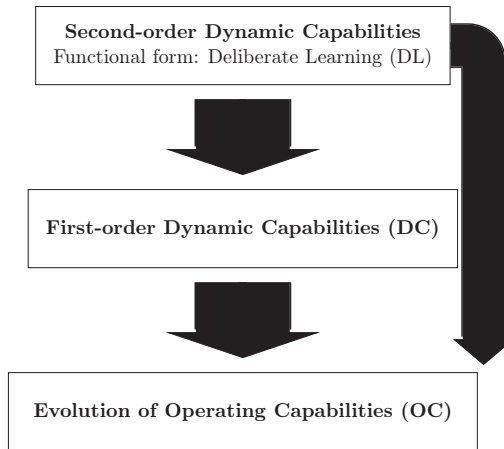 Second-order Dynamic Capabilities
Functional form: Deliberate Learning (DL)
First-order Dynamic Capabilities (DC)
Evolution of Operating Capabilities (OC)